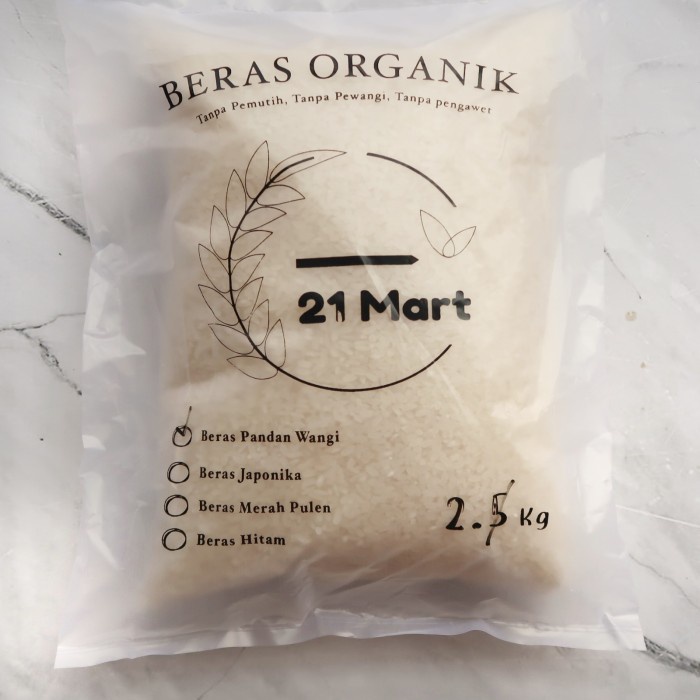 BERAS ORGANIK
Tanpa Pemutih, Tanpa Pewangi, Tanpa pengawet
21 Mart
Beras Pandan Wangi
Beras Japonika
Beras Merah Pulen
Beras Hitam
2.5 Kg